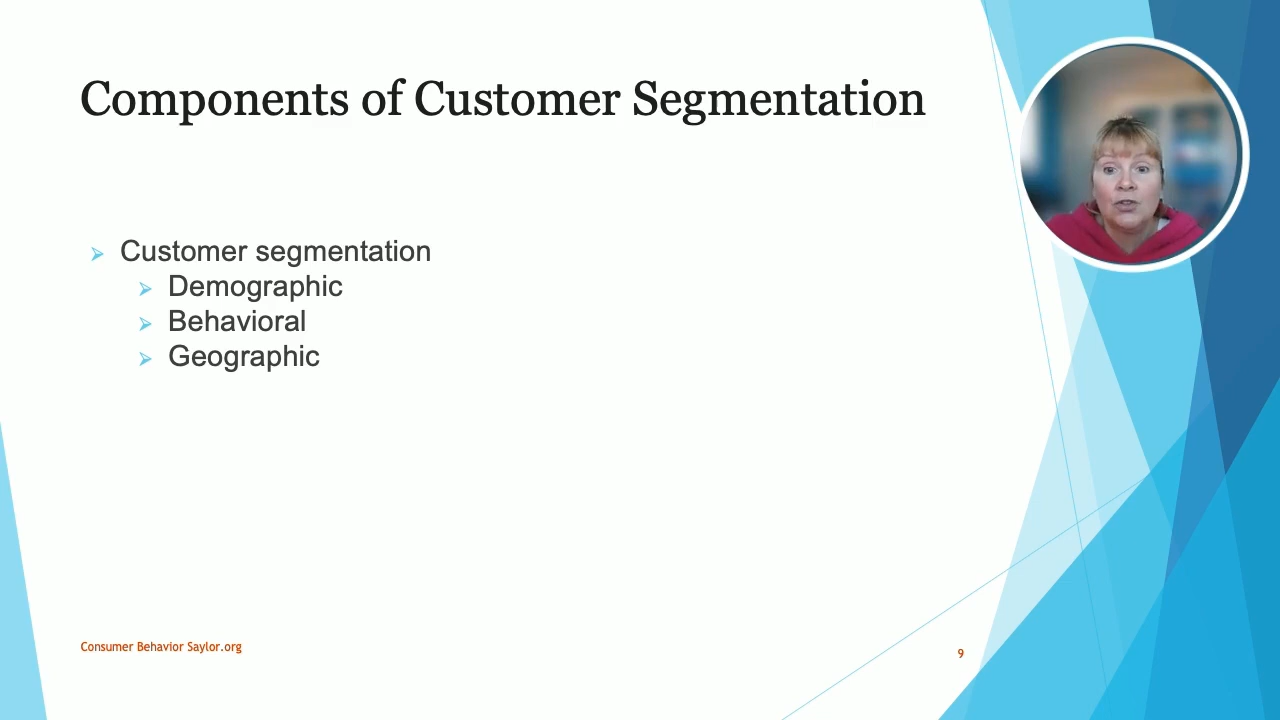 Components of Customer Segmentation
Customer segmentation
Demographic
Behavioral
Geographic
Consumer Behavior Saylor.org
9